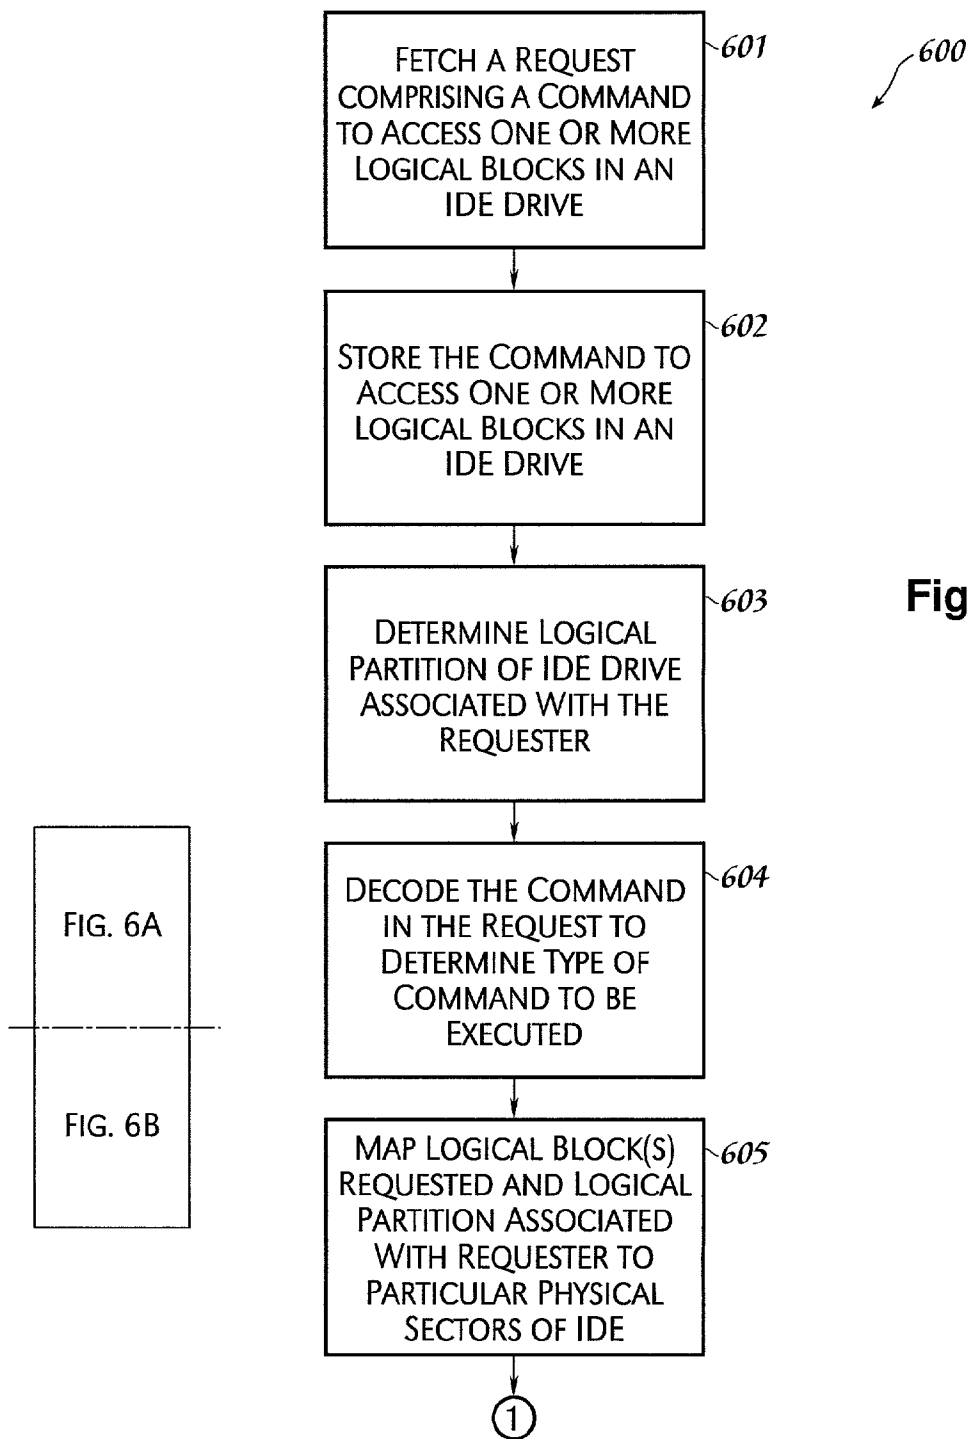 601
600
FETCH A REQUEST
COMPRISING A COMMAND
TO ACCESS ONE OR MORE
LOGICAL BLOCKS IN AN
IDE DRIVE
602
STORE THE COMMAND TO
ACCESS ONE OR MORE
LOGICAL BLOCKS IN AN
IDE DRIVE
603
Fig
DETERMINE LOGICAL
PARTITION OF IDE DRIVE
ASSOCIATED WITH THE
REQUESTER
604
DECODE THE COMMAND
IN THE REQUEST TO
DETERMINE TYPE OF
COMMAND TO BE
EXECUTED
FIG. 6A
FIG. 6B
605
MAP LOGICAL BLOCK(S)
REQUESTED AND LOGICAL
PARTITION ASSOCIATED
WITH REQUESTER TO
PARTICULAR PHYSICAL
SECTORS OF IDE
1